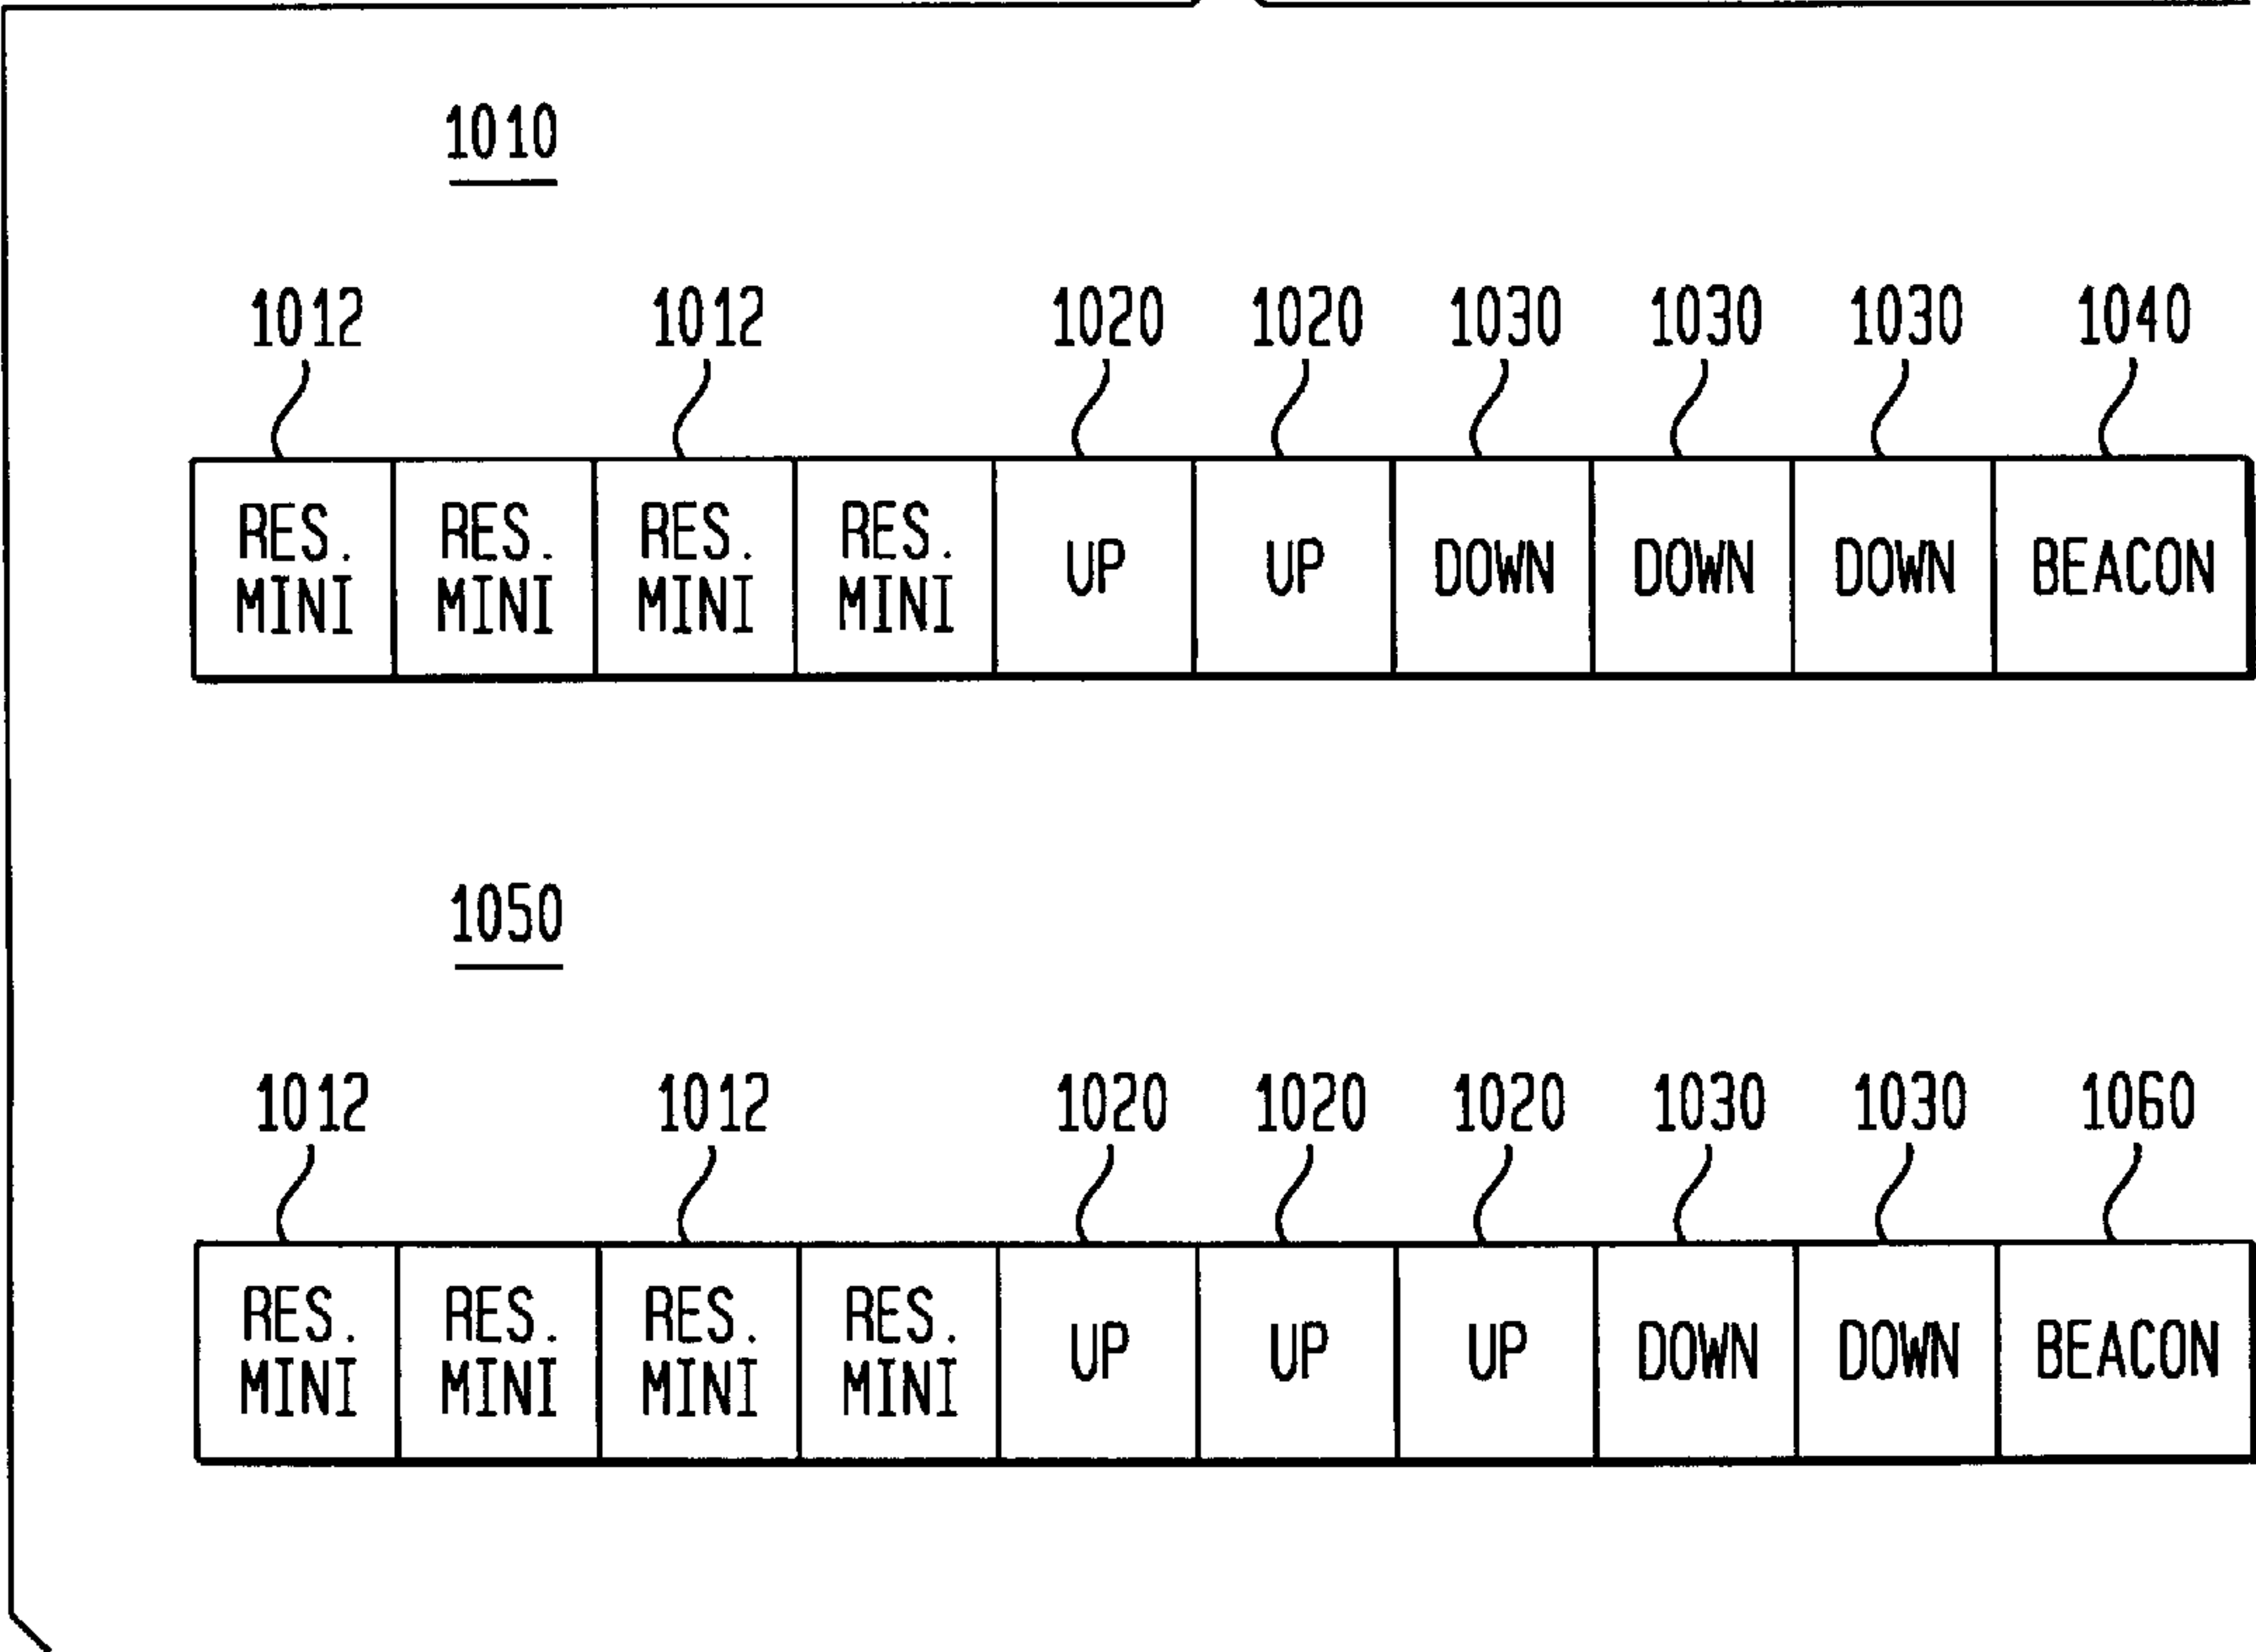 1010
1012 1012 1020 1020 1030 1030 1030 1040
RES. RES. RES. RES. UP UP DOWN DOWN DOWN BEACON
MINI MINI MINI MINI
1050
1012 1012 1020 1020 1020 1030 1030 1060
RES. RES. RES. RES. UP UP UP DOWN DOWN BEACON
MINI MINI MINI MINI